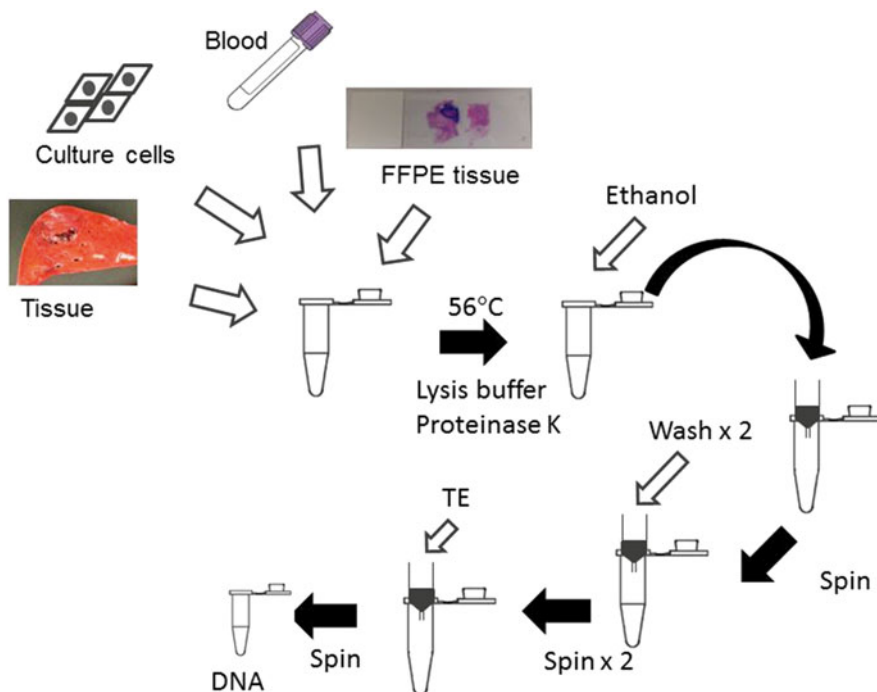 Blood
Culture cells
FFPE tissue
Tissue
Ethanol
56°C
Lysis buffer
Proteinase K
Wash x 2
TE
Spin
Spin x 2
Spin
DNA